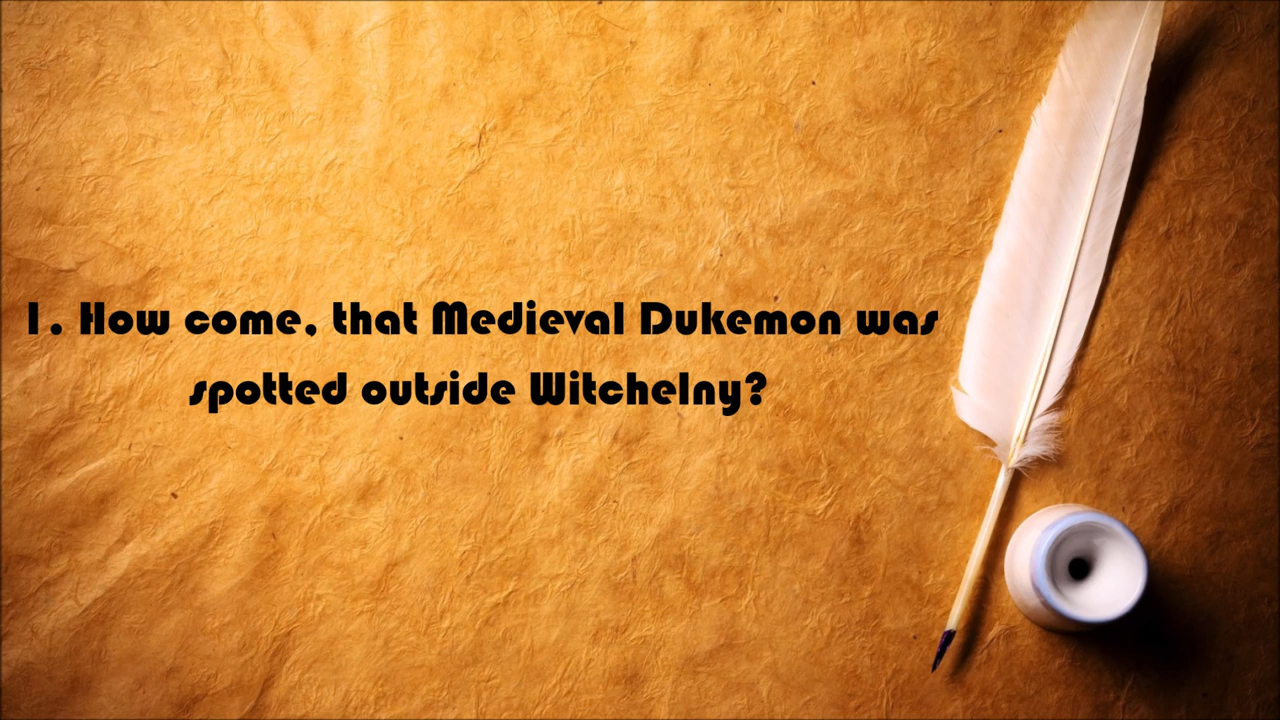 1. How come, that Medieval Dukemon was
spotted outside Witchelny?